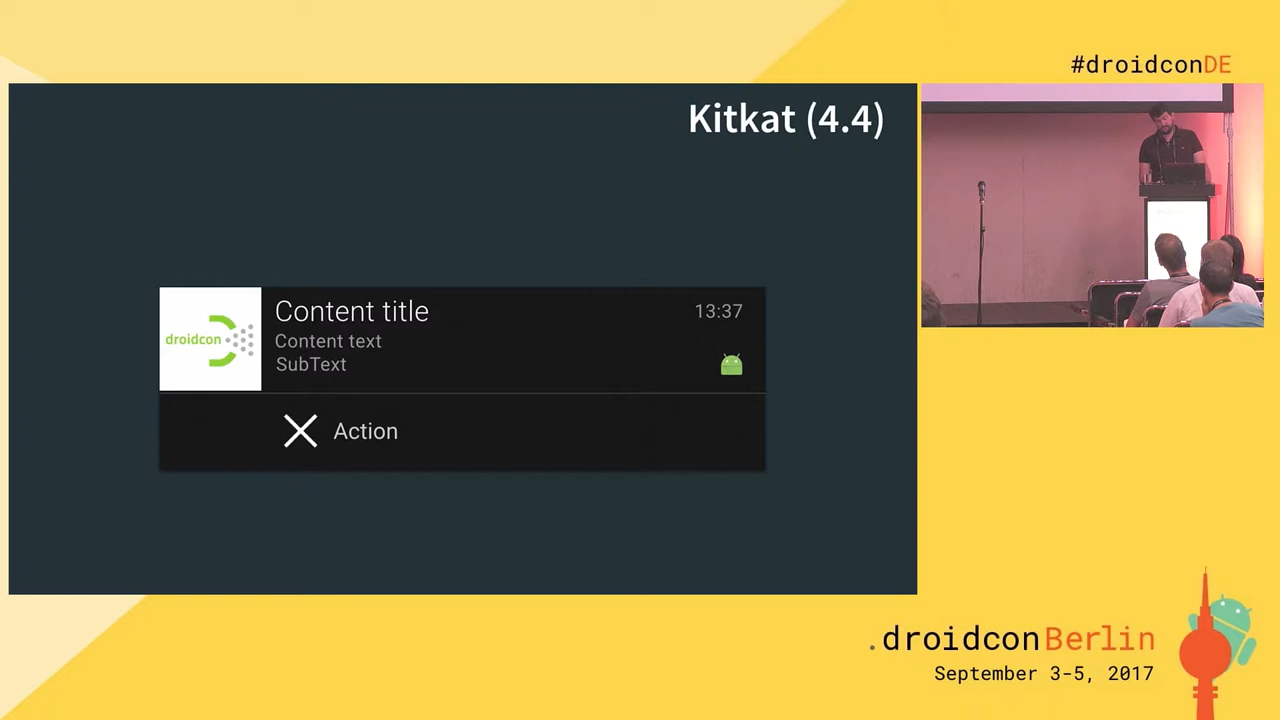 #droidconDE
Kitkat (4.4)
droidcon
Content title
13:37
Content text
SubText
Action
.droidconBerlin
September 3-5, 2017